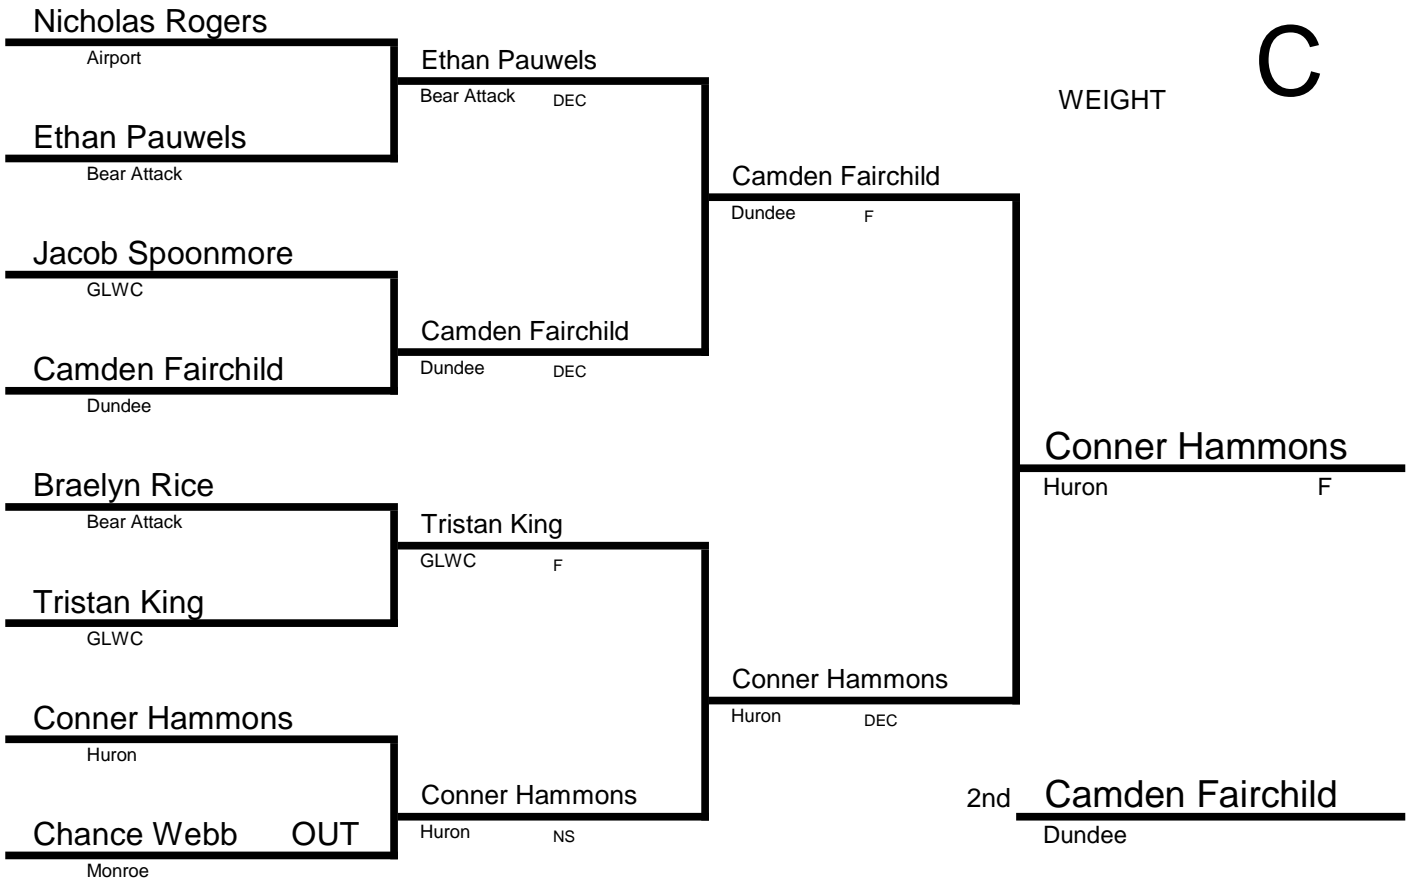 Nicholas Rogers
Airport
Ethan Pauwels
Bear Attack
Jacob Spoonmore
GLWC
Camden Fairchild
Dundee
Braelyn Rice
Bear Attack
Tristan King
GLWC
Conner Hammons
Huron
Chance Webb OUT
Monroe
Ethan Pauwels
Bear Attack DEC
Camden Fairchild
Dundee DEC
Tristan King
GLWC F
Conner Hammons
Huron NS
Camden Fairchild
Dundee F
Conner Hammons
Huron DEC
C
WEIGHT
Conner Hammons
Huron F
2nd Camden Fairchild
Dundee